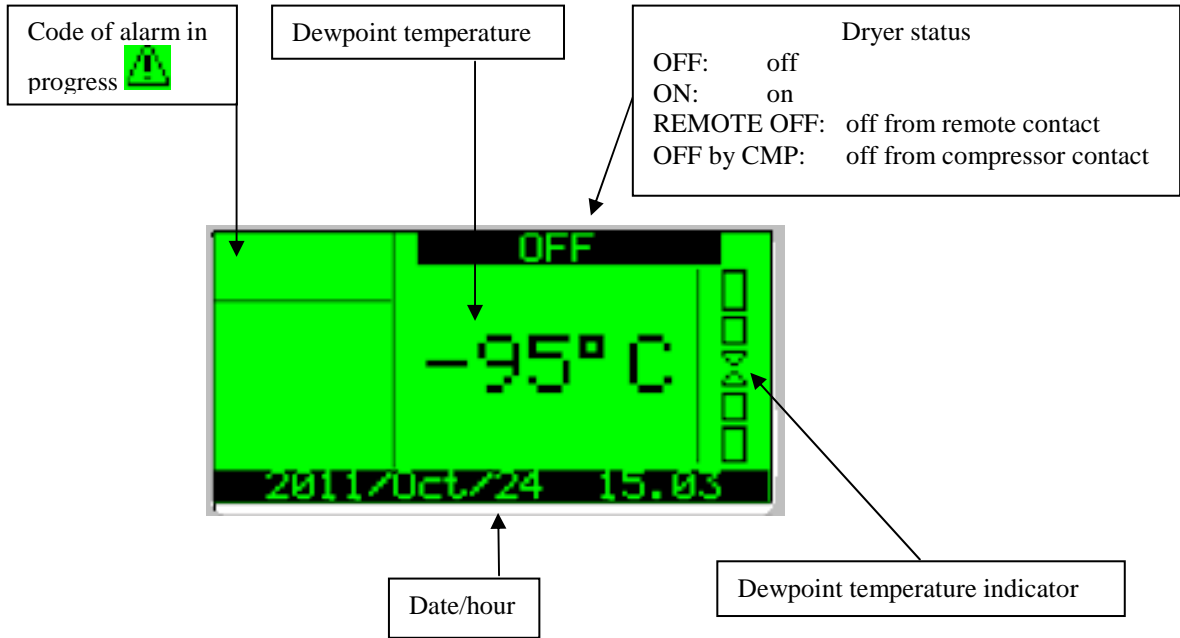 Code of alarm in
progress
Dewpoint temperature
Dryer status
OFF: off
ON: on
REMOTE OFF: off from remote contact
OFF by CMP: off from compressor contact
OFF
-95°C
2011/Oct/24 15.03
Date/hour
Dewpoint temperature indicator